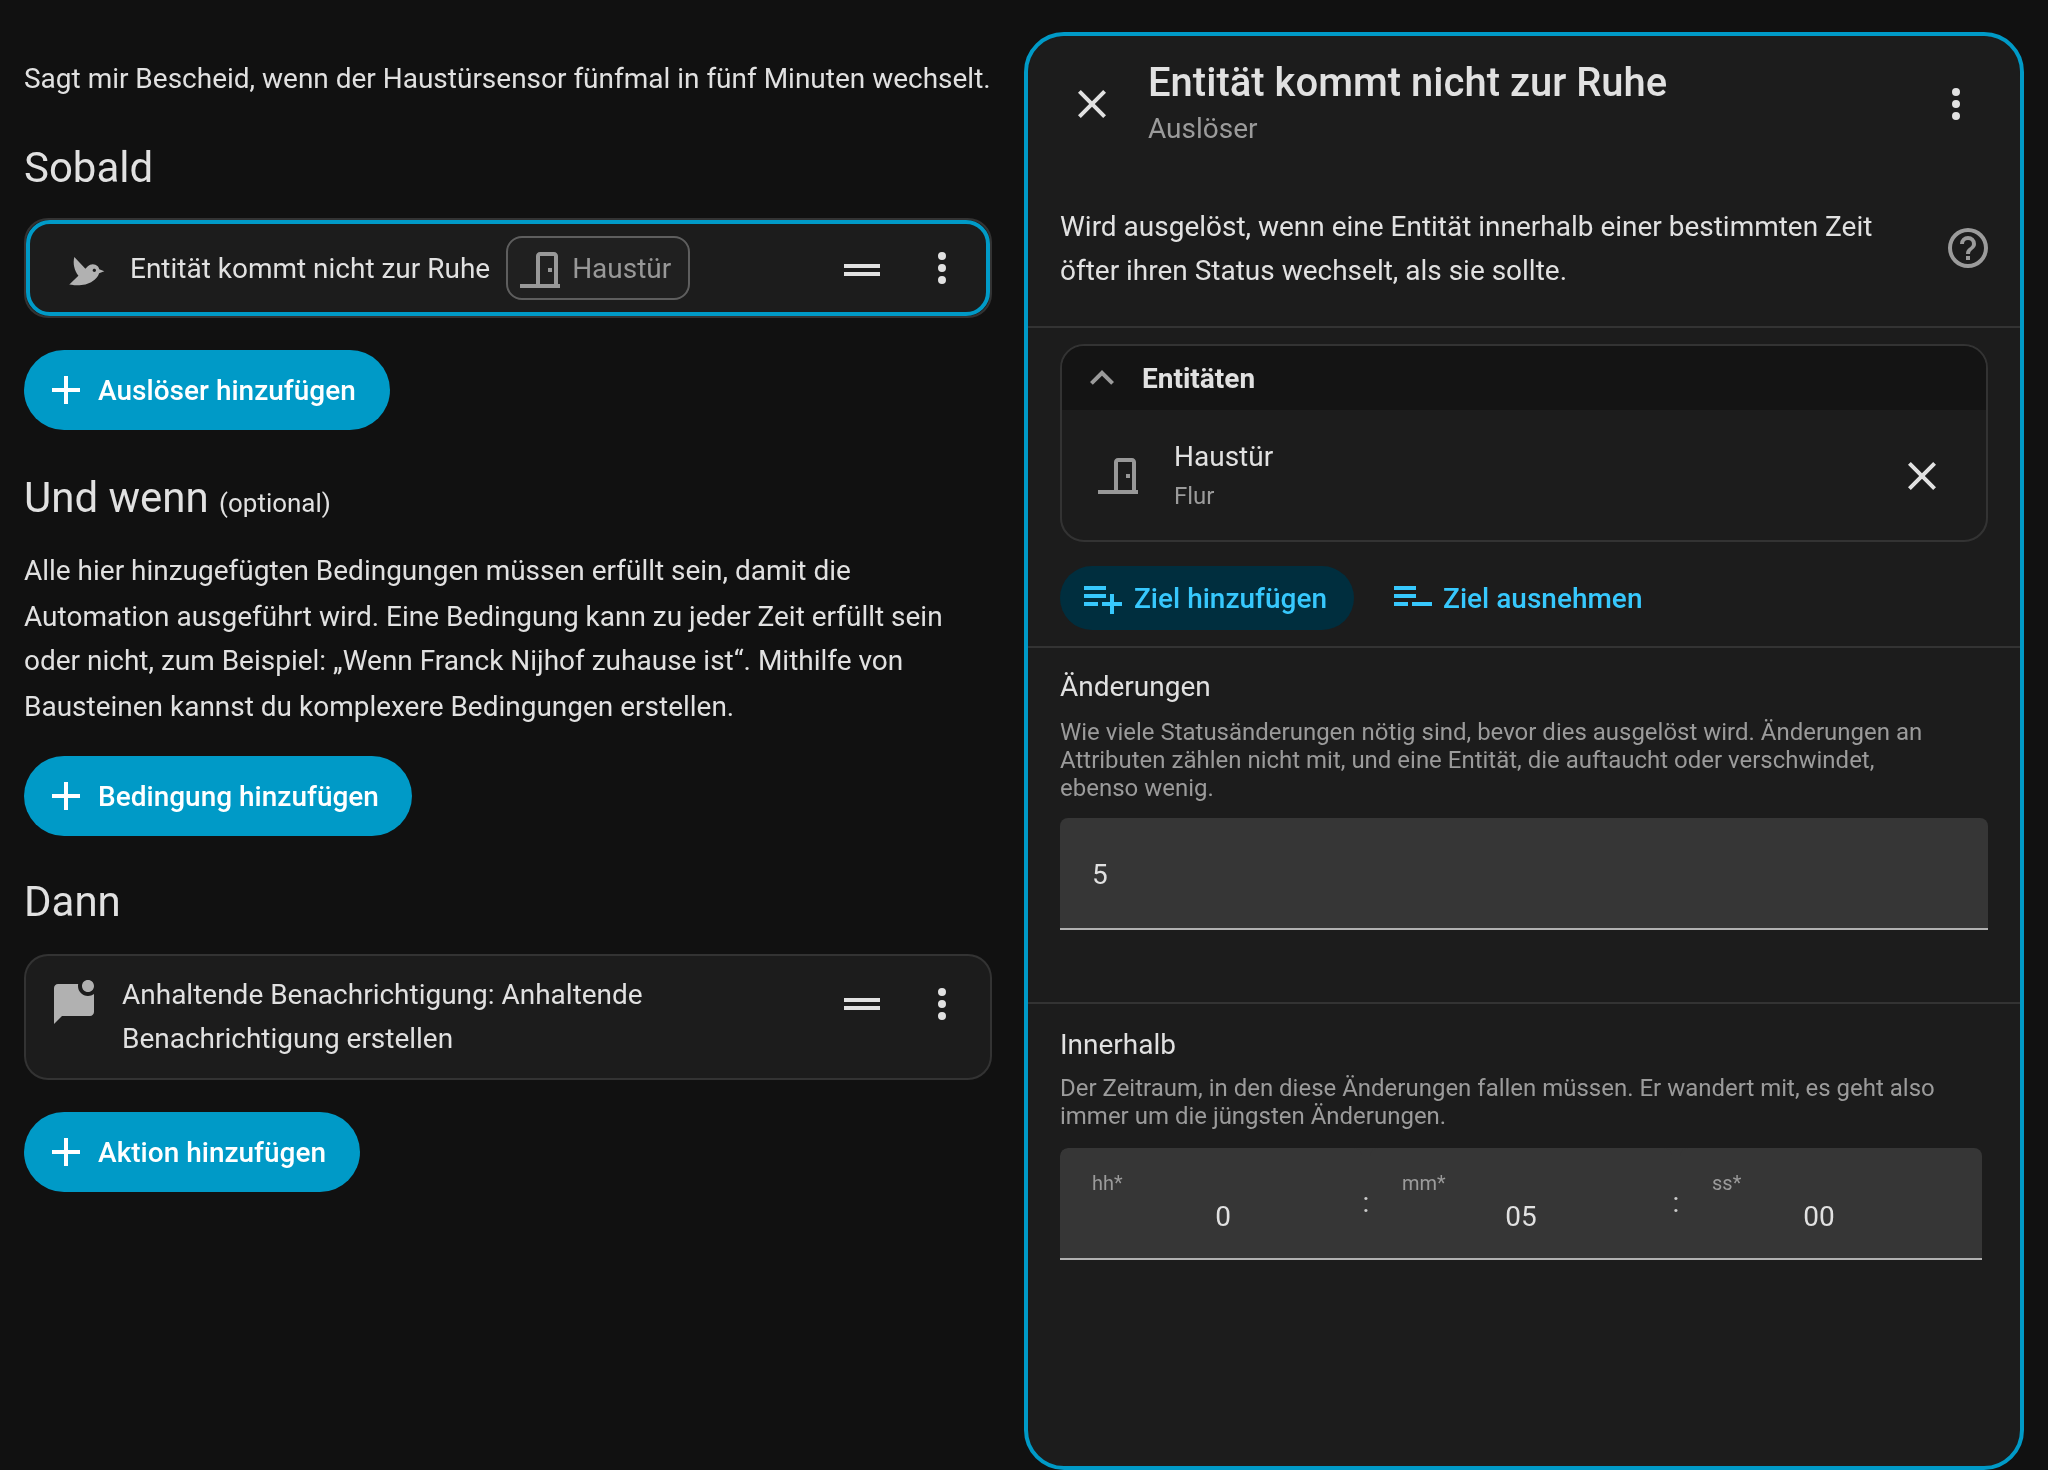 Sagt mir Bescheid, wenn der Haustürsensor fünfmal in fünf Minuten wechselt.
Sobald
Entität kommt nicht zur Ruhe
Haustür
Auslöser hinzufügen
Und wenn (optional)
Alle hier hinzugefügten Bedingungen müssen erfüllt sein, damit die
Automation ausgeführt wird. Eine Bedingung kann zu jeder Zeit erfüllt sein
oder nicht, zum Beispiel: „Wenn Franck Nijhof zuhause ist“. Mithilfe von
Bausteinen kannst du komplexere Bedingungen erstellen.
Bedingung hinzufügen
Dann
Anhaltende Benachrichtigung: Anhaltende
Benachrichtigung erstellen
Aktion hinzufügen
Entität kommt nicht zur Ruhe
Auslöser
Wird ausgelöst, wenn eine Entität innerhalb einer bestimmten Zeit
öfter ihren Status wechselt, als sie sollte.
Entitäten
Haustür
Flur
Ziel hinzufügen
Ziel ausnehmen
Änderungen
Wie viele Statusänderungen nötig sind, bevor dies ausgelöst wird. Änderungen an
Attributen zählen nicht mit, und eine Entität, die auftaucht oder verschwindet,
ebenso wenig.
5
Innerhalb
Der Zeitraum, in den diese Änderungen fallen müssen. Er wandert mit, es geht also
immer um die jüngsten Änderungen.
hh* mm* ss*
0 : 05 : 00